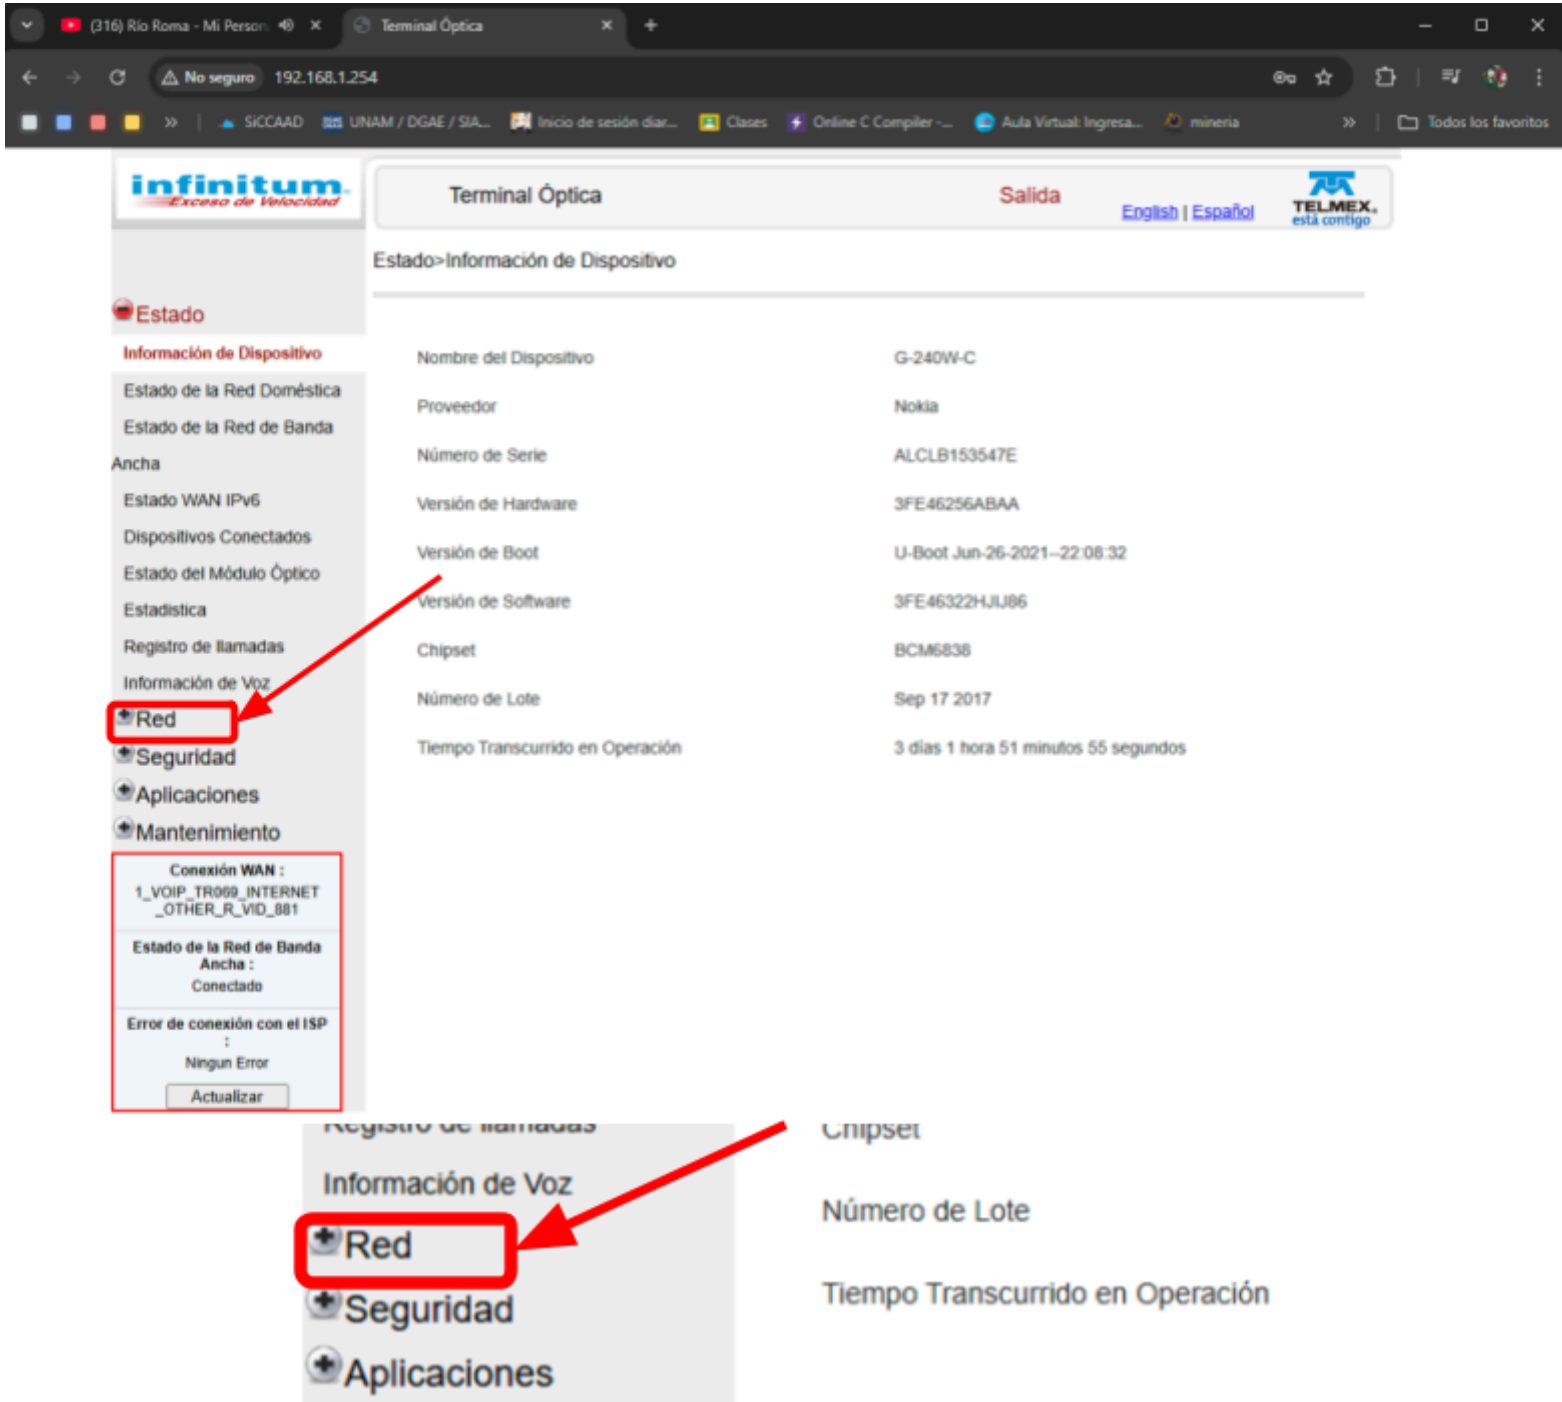 (316) Río Roma - Mi Person
Terminal Óptica
No seguro
192.168.1.254
SiCCAAD
UNAM / DGAE / SIA...
Inicio de sesión diar...
Clases
Online C Compiler -...
Aula Virtual: Ingresa...
mineria
Todos los favoritos
infinitum
Exceso de Velocidad
Terminal Óptica
Salida
English | Español
TELMEX
está contigo
Estado>Información de Dispositivo
Estado
Información de Dispositivo
Estado de la Red Doméstica
Estado de la Red de Banda
Ancha
Estado WAN IPv6
Dispositivos Conectados
Estado del Módulo Óptico
Estadistica
Registro de llamadas
Información de Voz
Red
Seguridad
Aplicaciones
Mantenimiento
Conexión WAN :
1_VOIP_TR069_INTERNET
_OTHER_R_VID_881
Estado de la Red de Banda
Ancha :
Conectado
Error de conexión con el ISP
:
Ningun Error
Actualizar
Nombre del Dispositivo G-240W-C
Proveedor Nokia
Número de Serie ALCLB153547E
Versión de Hardware 3FE46256ABAA
Versión de Boot U-Boot Jun-26-2021--22:08:32
Versión de Software
Chipset BCM6838
Número de Lote Sep 17 2017
Tiempo Transcurrido en Operación 3 días 1 hora 51 minutos 55 segundos
Registro de llamadas
Información de Voz
Red
Seguridad
Aplicaciones
Chipset
Número de Lote
Tiempo Transcurrido en Operación